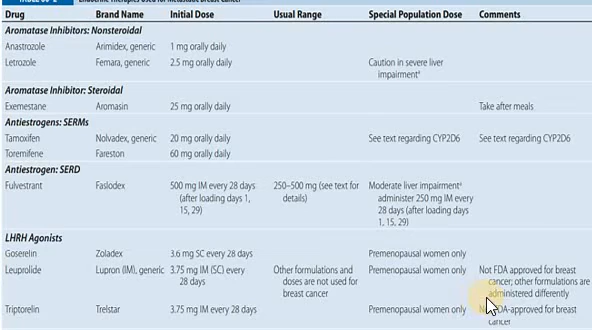 Drug Brand Name Initial Dose Usual Range Special Population Dose Comments
Aromatase Inhibitors: Nonsteroidal
Anastrozole Arimidex, generic 1 mg orally daily
Letrozole Femara, generic 2.5 mg orally daily Caution in severe liver
impairment
Aromatase Inhibitor: Steroidal
Exemestane Aromasin 25 mg orally daily Take after meals
Antiestrogens: SERMs
Tamoxifen Nolvadex, generic 20 mg orally daily See text regarding CYP2D6 See text regarding CYP2D6
Toremifene Fareston 60 mg orally daily
Antiestrogen: SERD
Fulvestrant Faslodex 500 mg IM every 28 days 250–500 mg (see text for Moderate liver impairment
(after loading days 1, details) administer 250 mg IM every
15, 29) 28 days (after loading days
1, 15, 29)
LHRH Agonists
Goserelin Zoladex 3.6 mg SC every 28 days Premenopausal women only
Leuprolide Lupron (IM), generic 3.75 mg IM (SC) every Other formulations and Premenopausal women only Not FDA approved for breast
28 days doses are not used for cancer; other formulations are
breast cancer administered differently
Triptorelin Trelstar 3.75 mg IM every 28 days Premenopausal women only FDA-approved for breast
cancer